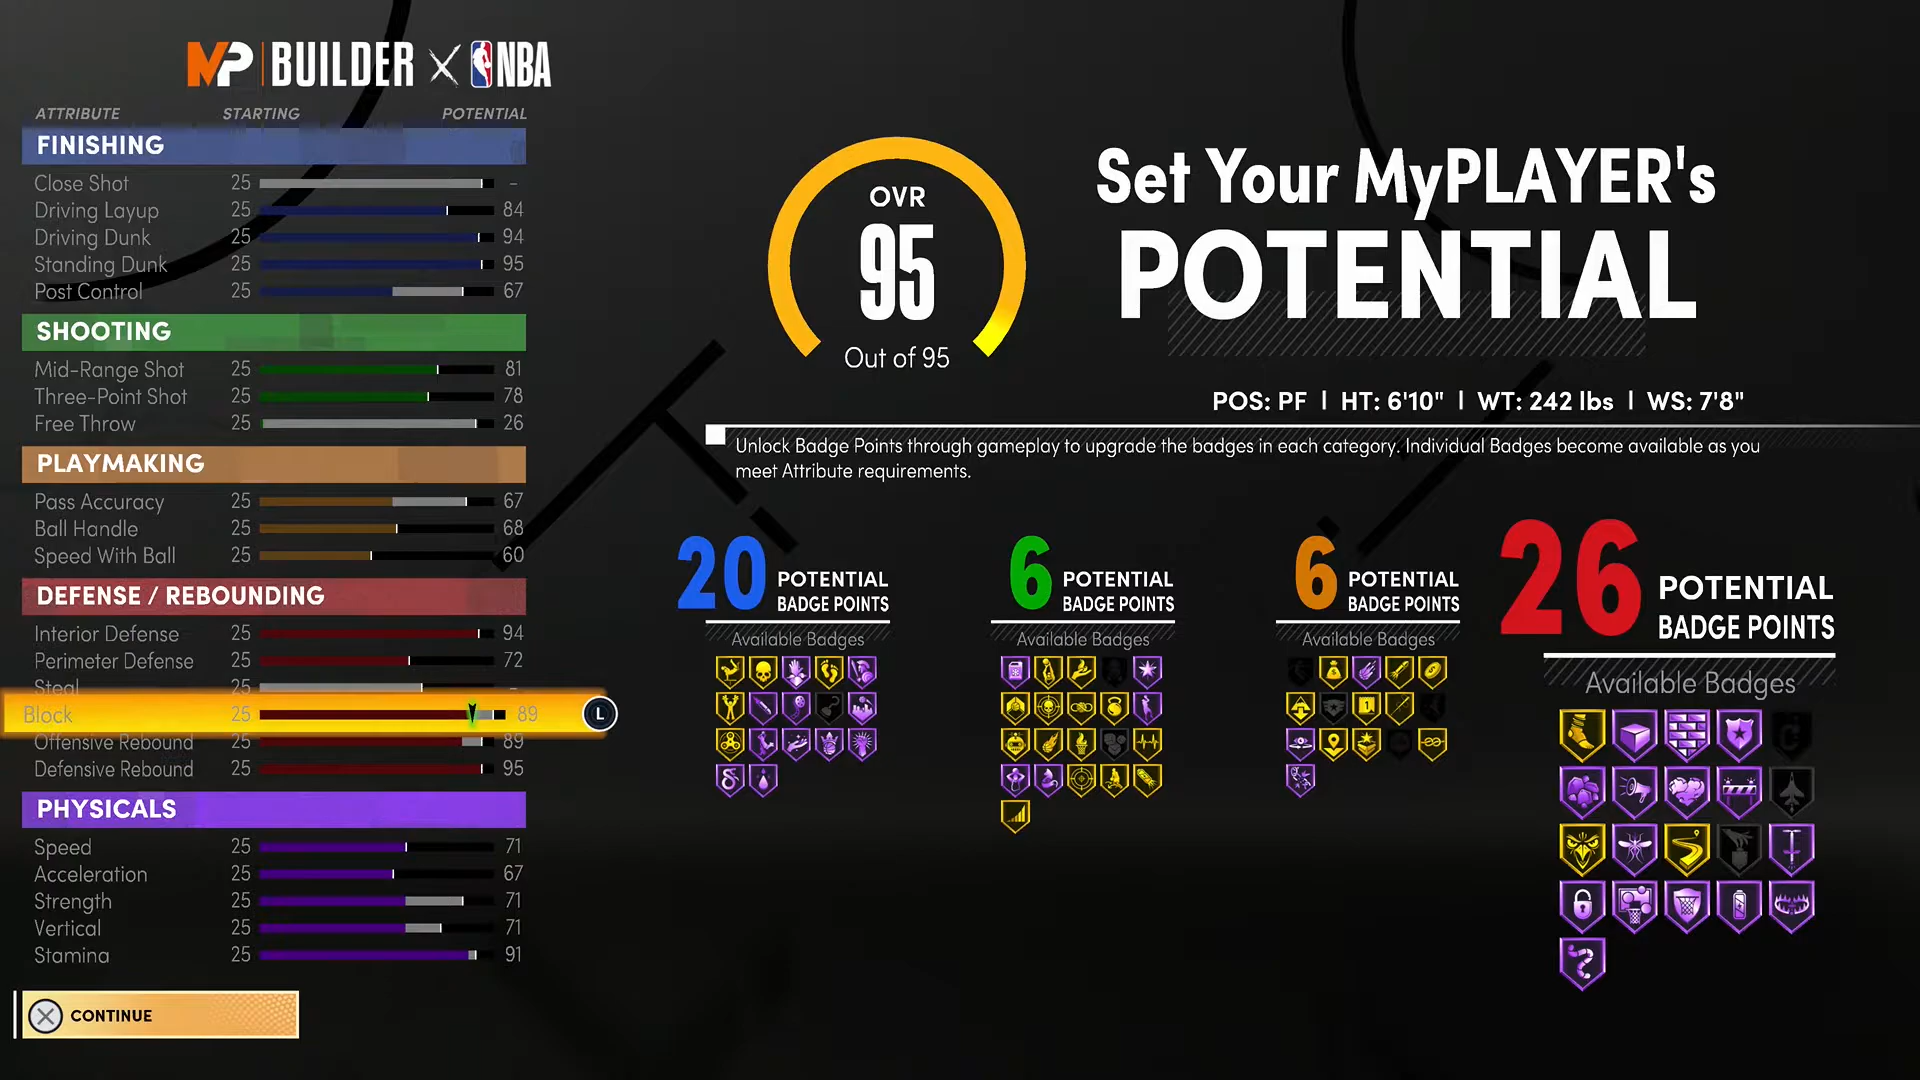 MP | BUILDER X NBA
ATTRIBUTE STARTING POTENTIAL
FINISHING
Close Shot 25 -
Driving Layup 25 84
Driving Dunk 25 94
Standing Dunk 25 95
Post Control 25 67
SHOOTING
Mid-Range Shot 25 81
Three-Point Shot 25 78
Free Throw 25 26
PLAYMAKING
Pass Accuracy 25 67
Ball Handle 25 68
Speed With Ball 25 60
DEFENSE / REBOUNDING
Interior Defense 25 94
Perimeter Defense 25 72
Steal 25 -
Block 25 89 L
Offensive Rebound 25 89
Defensive Rebound 25 95
PHYSICALS
Speed 25 71
Acceleration 25 67
Strength 25 71
Vertical 25 71
Stamina 25 91
CONTINUE
OVR
95
Out of 95
Set Your MyPLAYER's
POTENTIAL
POS: PF | HT: 6'10" | WT: 242 lbs | WS: 7'8"
Unlock Badge Points through gameplay to upgrade the badges in each category. Individual Badges become available as you
meet Attribute requirements.
20 POTENTIAL
BADGE POINTS
Available Badges
6 POTENTIAL
BADGE POINTS
Available Badges
6 POTENTIAL
BADGE POINTS
Available Badges
26 POTENTIAL
BADGE POINTS
Available Badges